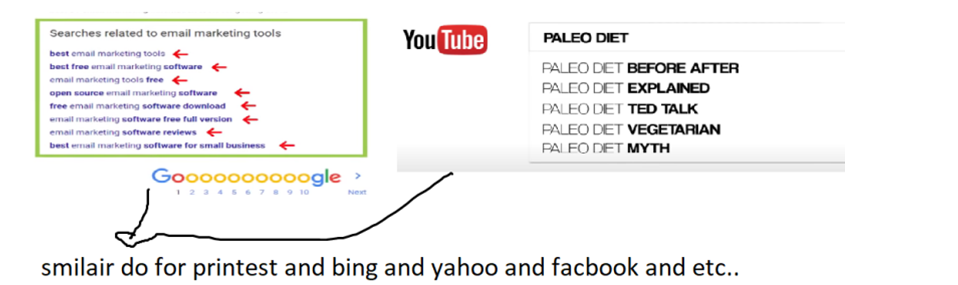 Searches related to email marketing tools
best email marketing tools
best free email marketing software
email marketing tools free
open source email marketing software
free email marketing software download
email marketing software free full version
email marketing software reviews
best email marketing software for small business
Goooooooooogle >
1 2 3 4 5 6 7 8 9 10 Next
YouTube
PALEO DIET
PALEO DIET BEFORE AFTER
PALEO DIET EXPLAINED
PALEO DIET TED TALK
PALEO DIET VEGETARIAN
PALEO DIET MYTH
smilair do for printest and bing and yahoo and facbook and etc..